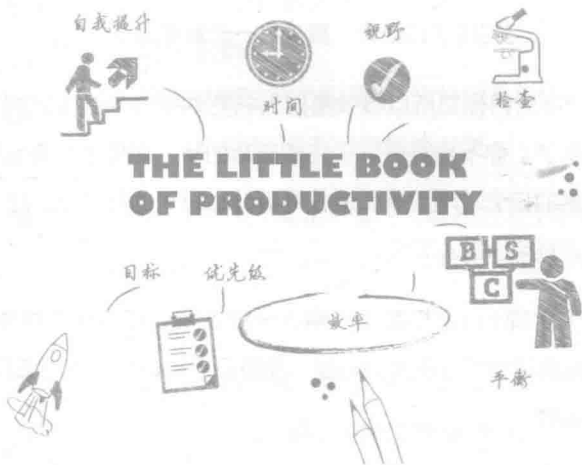 自我提升
时间
视野
检查
THE LITTLE BOOK
OF PRODUCTIVITY
B S
C
目标
优先级
效率
平衡